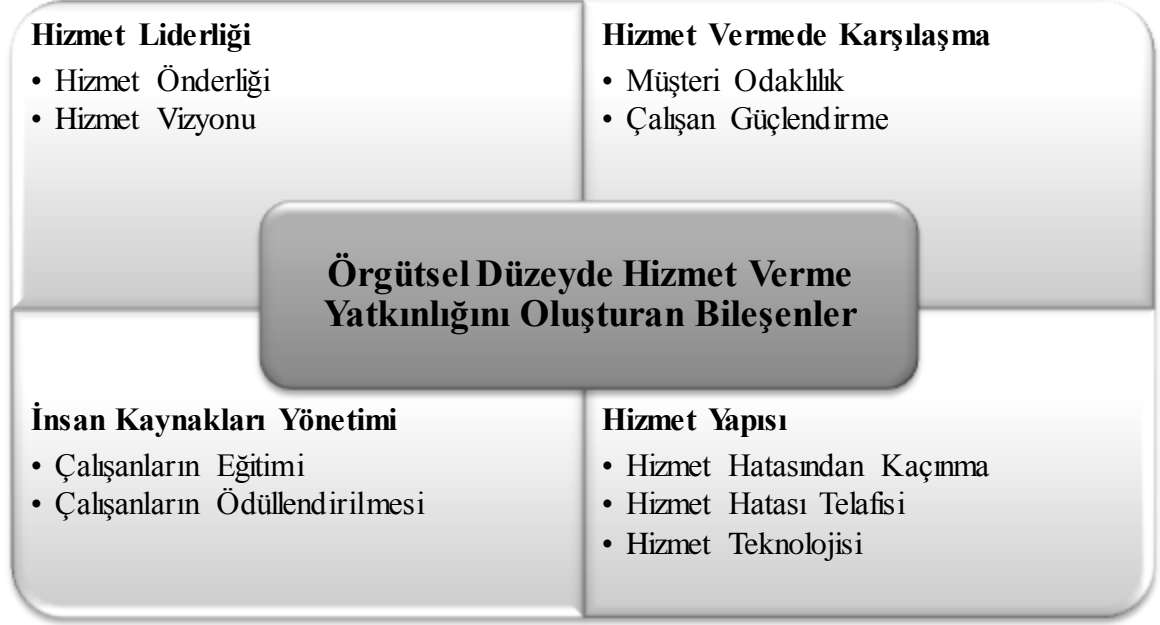 Hizmet Liderliği
• Hizmet Önderliği
• Hizmet Vizyonu
Hizmet Vermede Karşılaşma
• Müşteri Odaklılık
• Çalışan Güçlendirme
Örgütsel Düzeyde Hizmet Verme
Yatkınlığını Oluşturan Bileşenler
İnsan Kaynakları Yönetimi
• Çalışanların Eğitimi
• Çalışanların Ödüllendirilmesi
Hizmet Yapısı
• Hizmet Hatasından Kaçınma
• Hizmet Hatası Telafisi
• Hizmet Teknolojisi